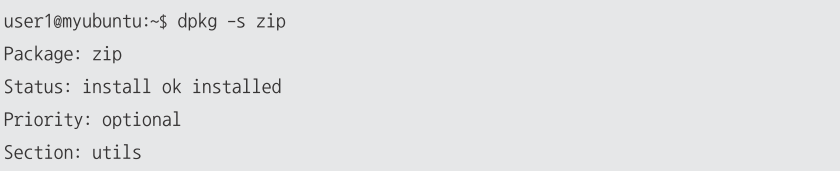 user1@myubuntu:~$ dpkg -s zip
Package: zip
Status: install ok installed
Priority: optional
Section: utils